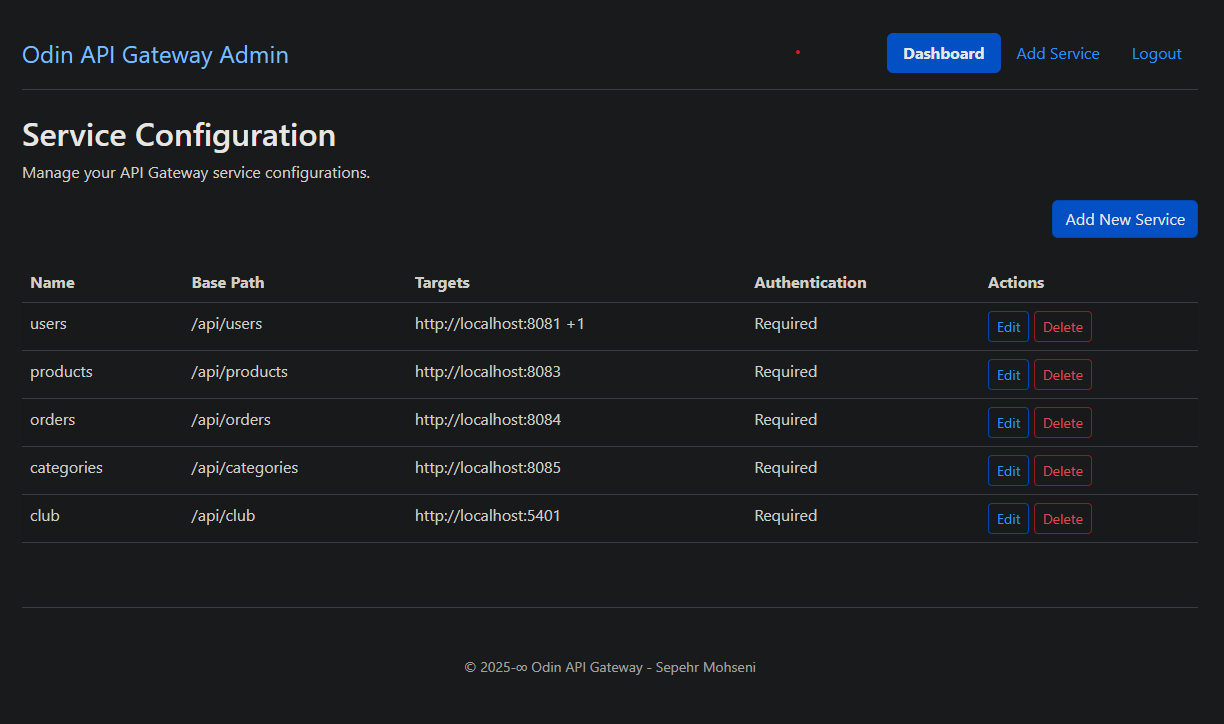 Odin API Gateway Admin
Dashboard Add Service Logout
Service Configuration
Manage your API Gateway service configurations.
Add New Service
Name Base Path Targets Authentication Actions
users /api/users http://localhost:8081 +1 Required Edit Delete
products /api/products http://localhost:8083 Required Edit Delete
orders /api/orders http://localhost:8084 Required Edit Delete
categories /api/categories http://localhost:8085 Required Edit Delete
club /api/club http://localhost:5401 Required Edit Delete
© 2025-∞ Odin API Gateway - Sepehr Mohseni